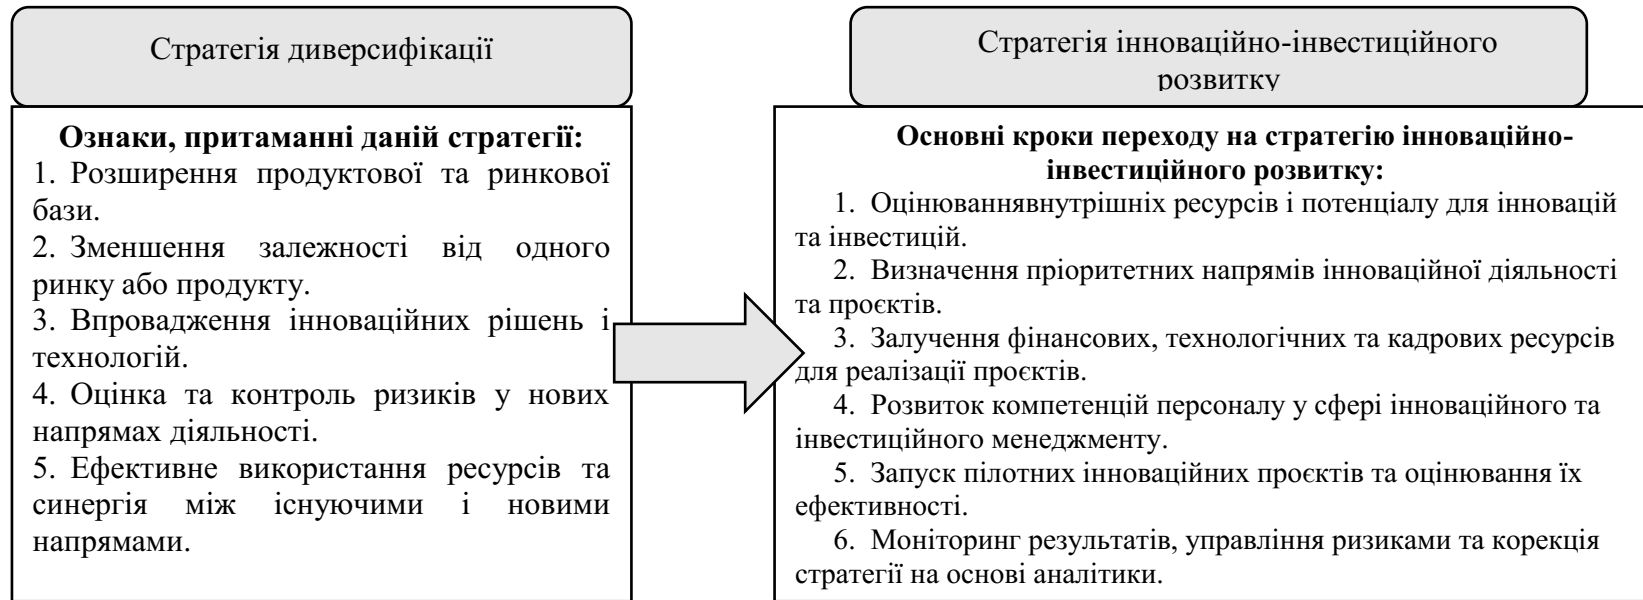 Стратегія диверсифікації
Ознаки, притаманні даній стратегії:
1. Розширення продуктової та ринкової
бази.
2. Зменшення залежності від одного
ринку або продукту.
3. Впровадження інноваційних рішень і
технологій.
4. Оцінка та контроль ризиків у нових
напрямах діяльності.
5. Ефективне використання ресурсів та
синергія між існуючими і новими
напрямами.
Стратегія інноваційно-інвестиційного
розвитку
Основні кроки переходу на стратегію інноваційно-
інвестиційного розвитку:
1. Оцінюваннявнутрішніх ресурсів і потенціалу для інновацій
та інвестицій.
2. Визначення пріоритетних напрямів інноваційної діяльності
та проєктів.
3. Залучення фінансових, технологічних та кадрових ресурсів
для реалізації проєктів.
4. Розвиток компетенцій персоналу у сфері інноваційного та
інвестиційного менеджменту.
5. Запуск пілотних інноваційних проєктів та оцінювання їх
ефективності.
6. Моніторинг результатів, управління ризиками та корекція
стратегії на основі аналітики.